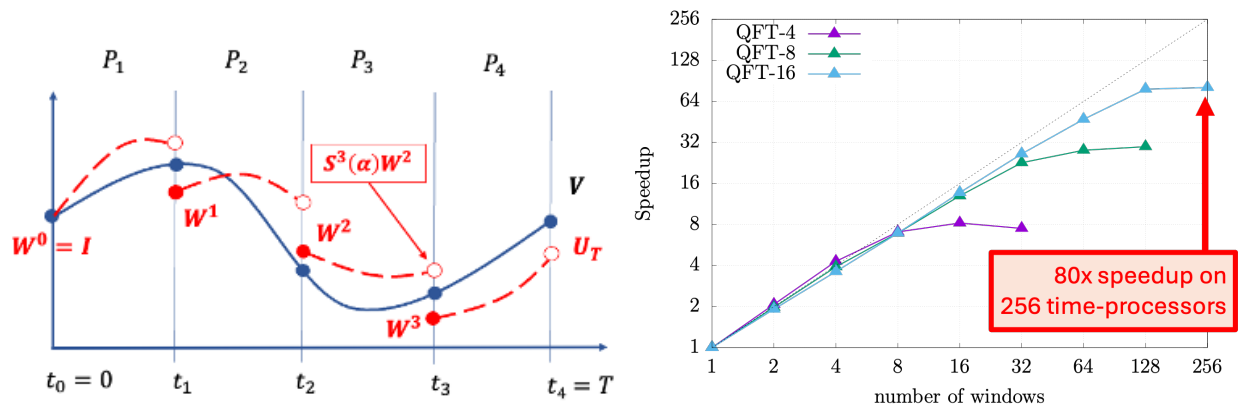 P₁ P₂ P₃ P₄
S³(α)W²
V
W¹
W²
W⁰ = I
U_T
W³
t₀ = 0 t₁ t₂ t₃ t₄ = T
Speedup
256
128
64
32
16
8
4
2
1
QFT-4
QFT-8
QFT-16
80x speedup on
256 time-processors
1 2 4 8 16 32 64 128 256
number of windows